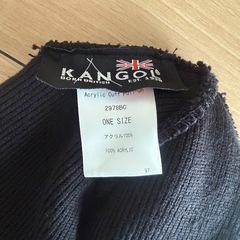 KANGOL
BORN BRITISH EST. 1938
Acrylic Cuff Pull-On
2978BC
ONE SIZE
アクリル100%
100% ACRYLIC
97